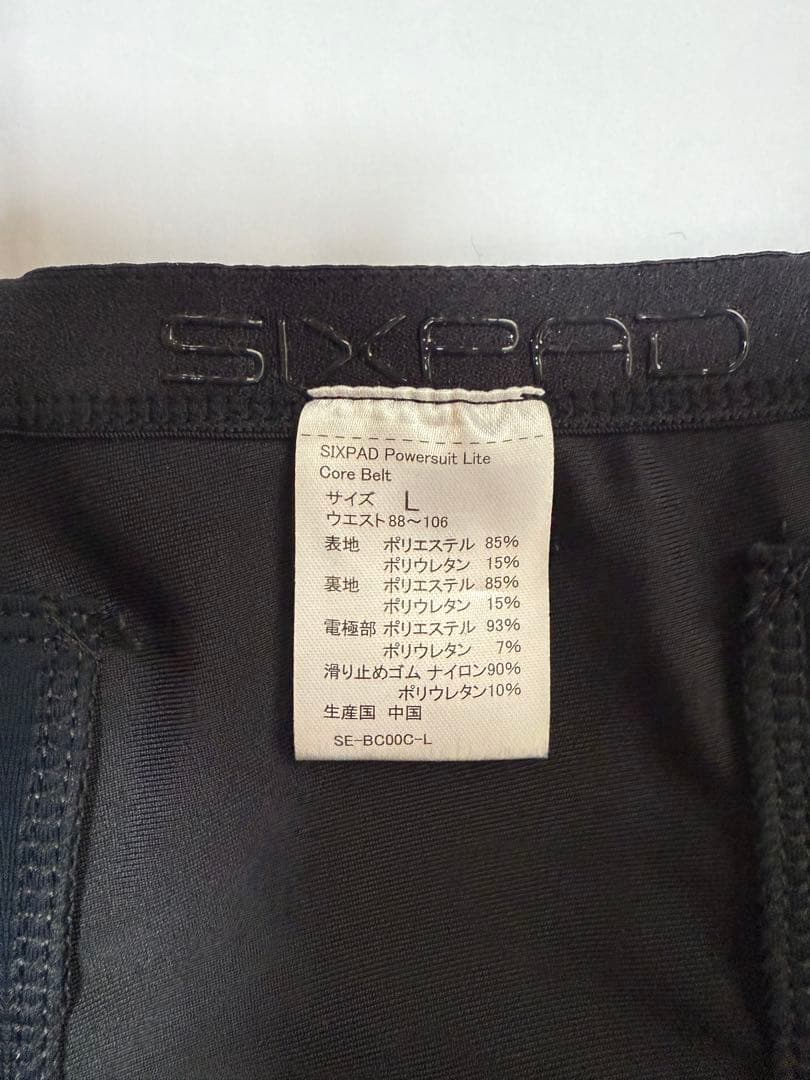 SIXPAD
SIXPAD Powersuit Lite
Core Belt
サイズ L
ウエスト88〜106
表地 ポリエステル 85%
ポリウレタン 15%
裏地 ポリエステル 85%
ポリウレタン 15%
電極部 ポリエステル 93%
ポリウレタン 7%
滑り止めゴム ナイロン90%
ポリウレタン10%
生産国 中国
SE-BC00C-L